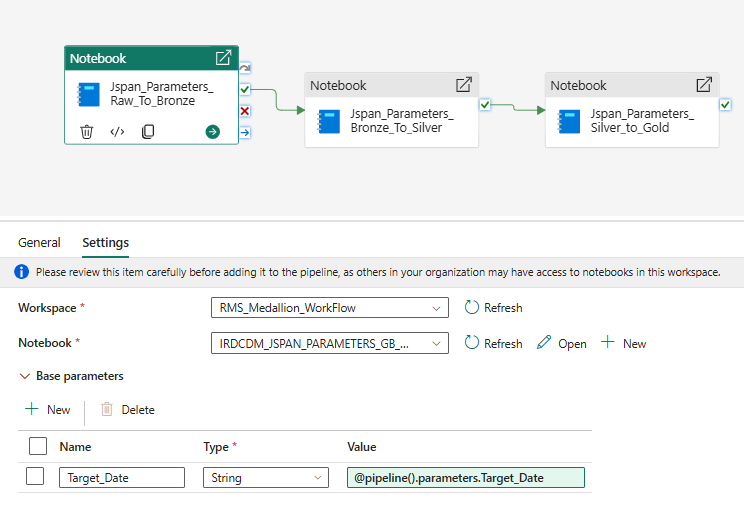 Notebook
Jspan_Parameters_
Raw_To_Bronze
Notebook
Jspan_Parameters_
Bronze_To_Silver
Notebook
Jspan_Parameters_
Silver_to_Gold
General Settings
Please review this item carefully before adding it to the pipeline, as others in your organization may have access to notebooks in this workspace.
Workspace * RMS_Medallion_WorkFlow Refresh
Notebook * IRDCDM_JSPAN_PARAMETERS_GB_... Refresh Open New
Base parameters
New Delete
Name Type * Value
Target_Date String @pipeline().parameters.Target_Date